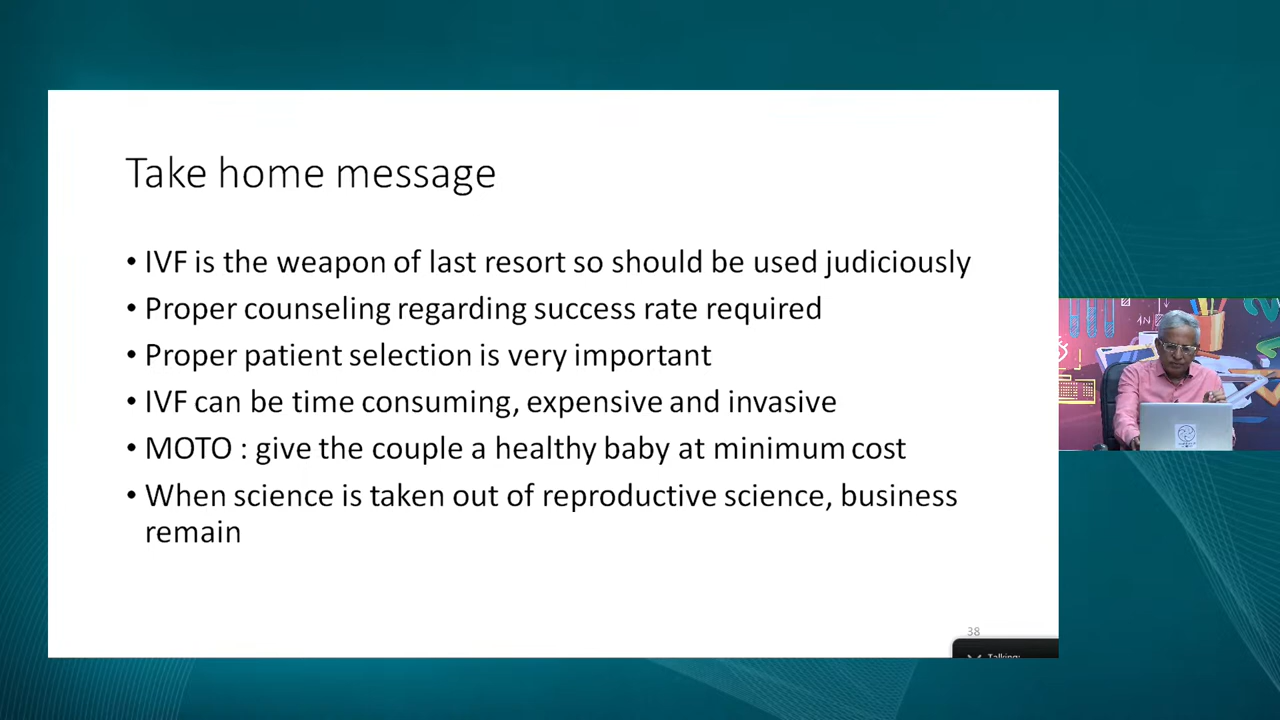 Take home message
• IVF is the weapon of last resort so should be used judiciously
• Proper counseling regarding success rate required
• Proper patient selection is very important
• IVF can be time consuming, expensive and invasive
• MOTO : give the couple a healthy baby at minimum cost
• When science is taken out of reproductive science, business
remain
38
Talking: